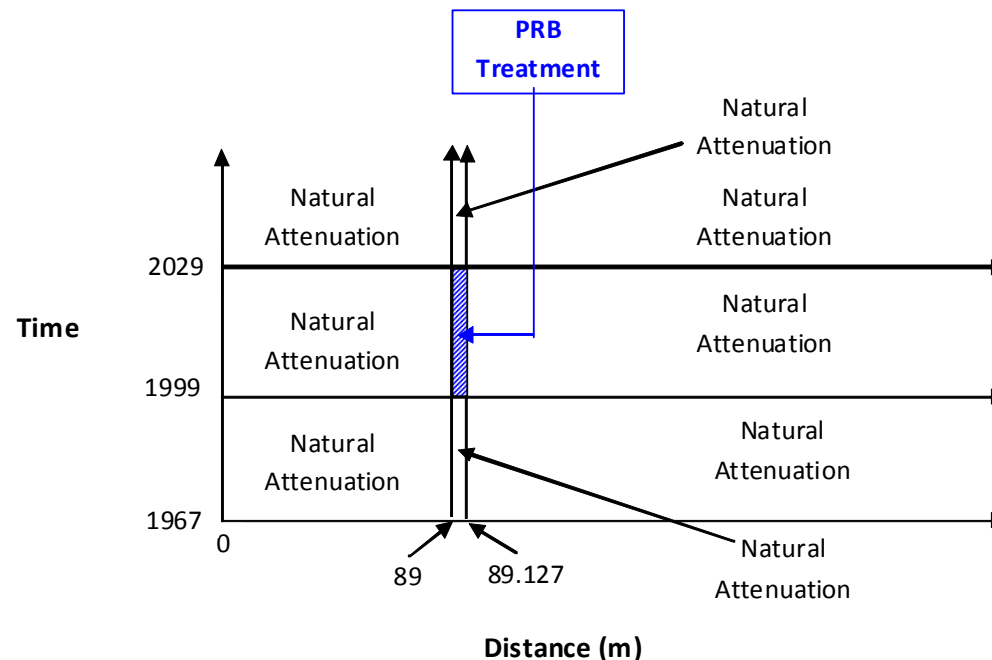 PRB
Treatment
Natural
Attenuation
Natural
Attenuation
Natural
Attenuation
2029
Time
Natural
Attenuation
Natural
Attenuation
1999
Natural
Attenuation
Natural
Attenuation
1967
0
89
89.127
Natural
Attenuation
Distance (m)